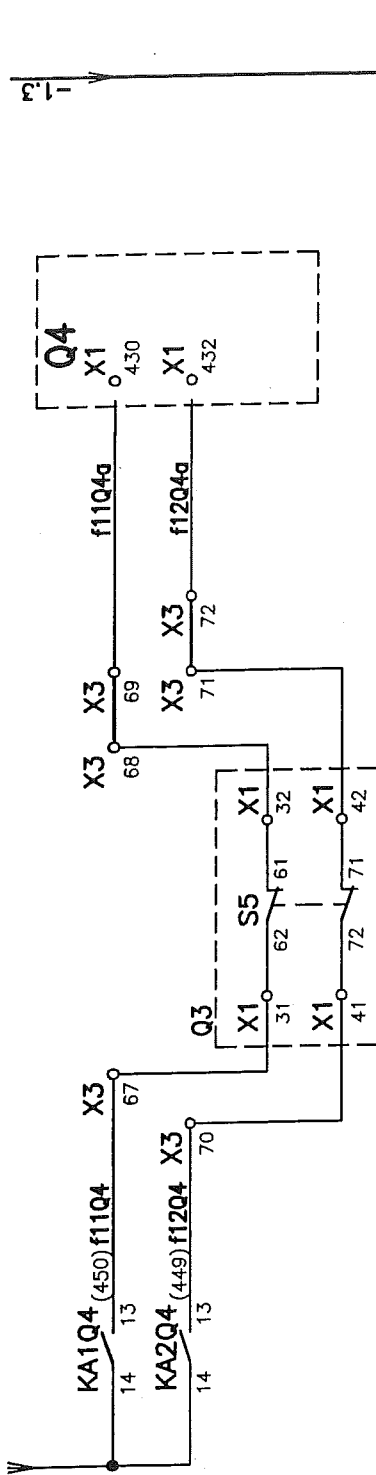 -1.3
Q4
X1
430
X1
432
f11Q4a
f12Q4a
X3
69
X3
68
X3
72
X3
71
Q3
X1
32
X1
42
S5
61
62
71
72
X1
31
X1
41
X3
67
X3
70
(450) f11Q4
(449) f12Q4
KA1Q4
13
14
KA2Q4
13
14